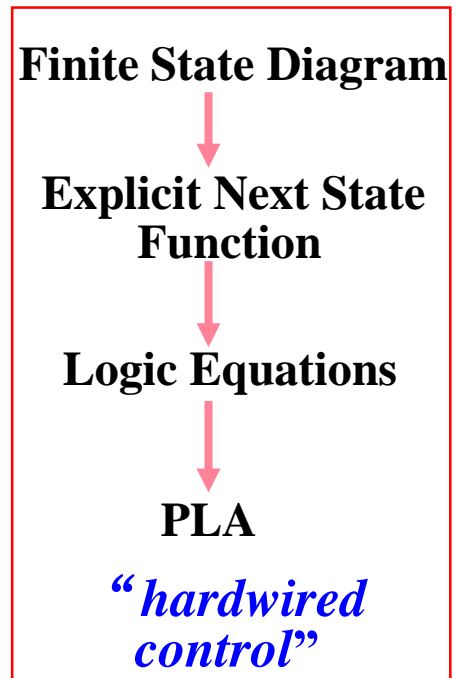 Finite State Diagram
Explicit Next State
Function
Logic Equations
PLA
“hardwired
control”